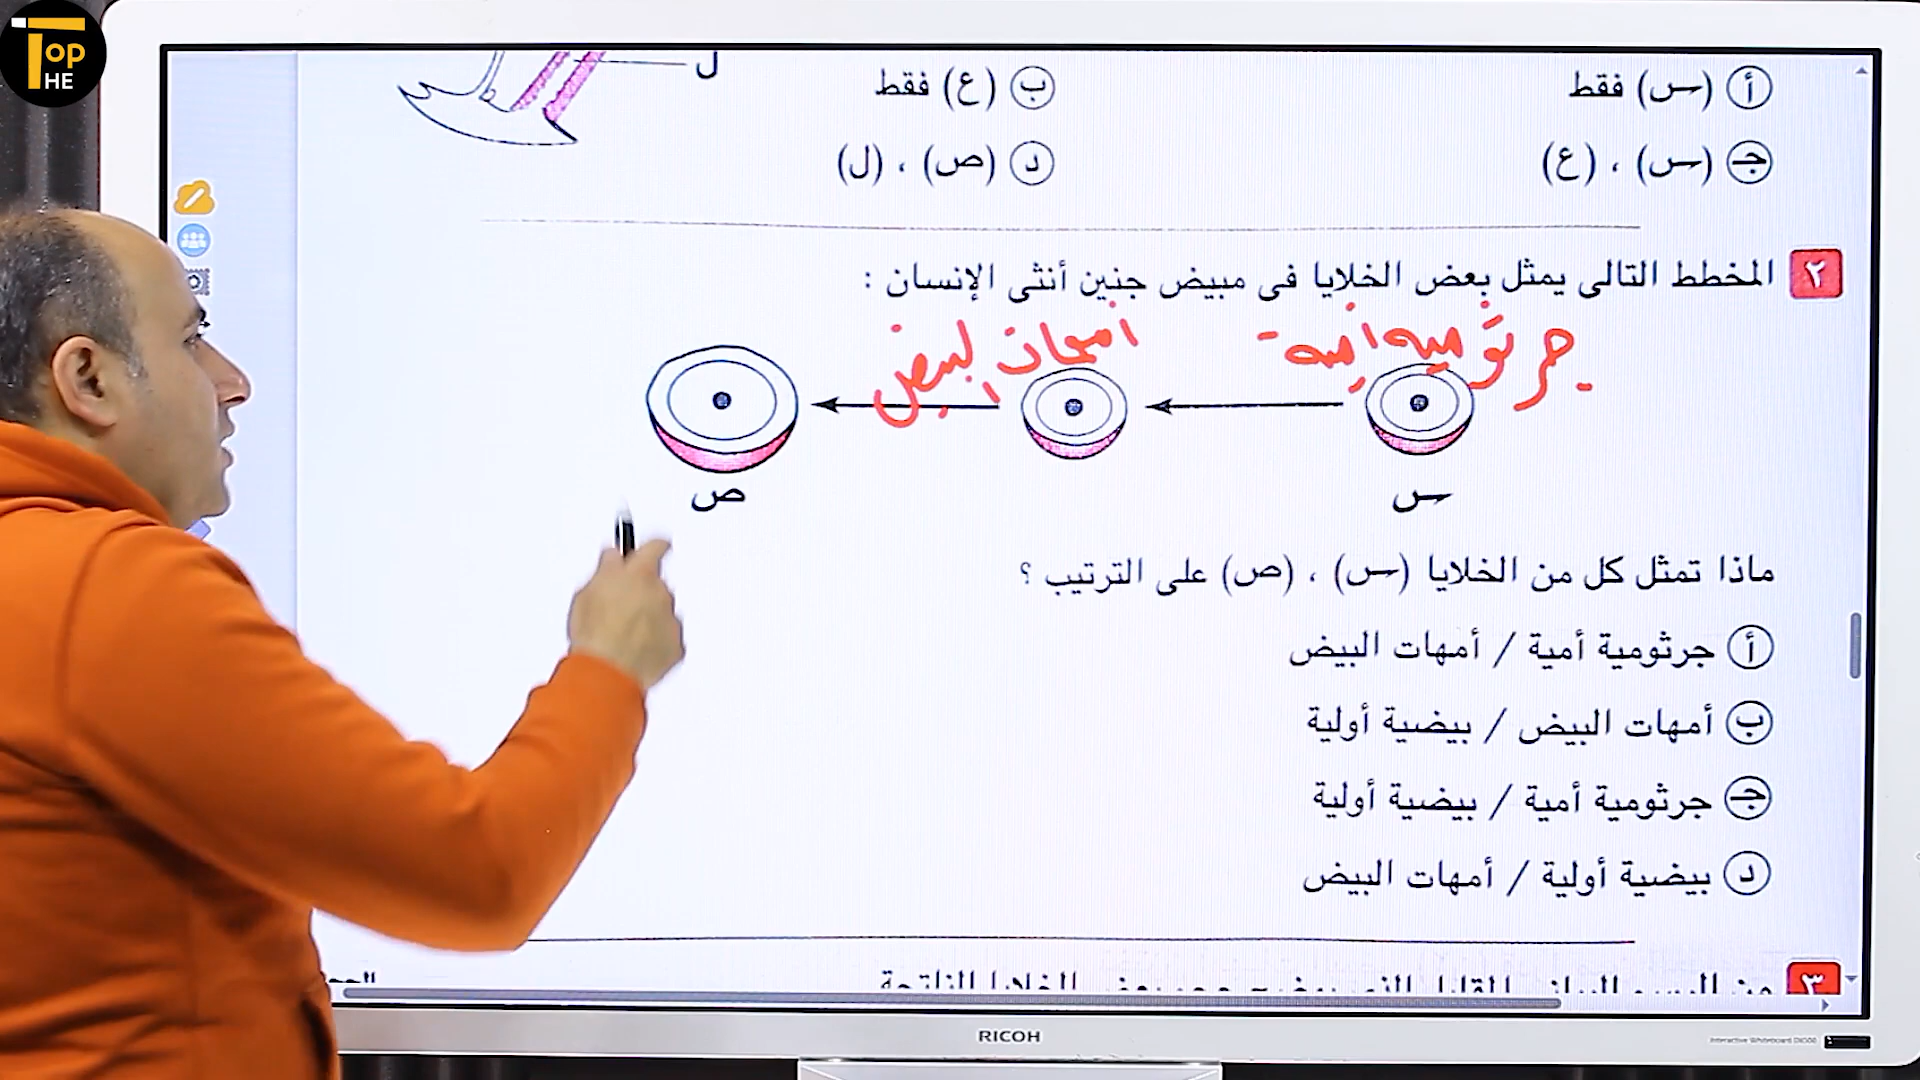 TOP
THE
ل
أ (س) فقط
ب (ع) فقط
ج (س) ، (ع)
د (ص) ، (ل)
٢ المخطط التالى يمثل بعض الخلايا فى مبيض جنين أنثى الإنسان :
جرثومية أمية
أمهات البيض
س
ص
ماذا تمثل كل من الخلايا (س) ، (ص) على الترتيب ؟
أ جرثومية أمية / أمهات البيض
ب أمهات البيض / بيضية أولية
ج جرثومية أمية / بيضية أولية
د بيضية أولية / أمهات البيض
٣
RICOH